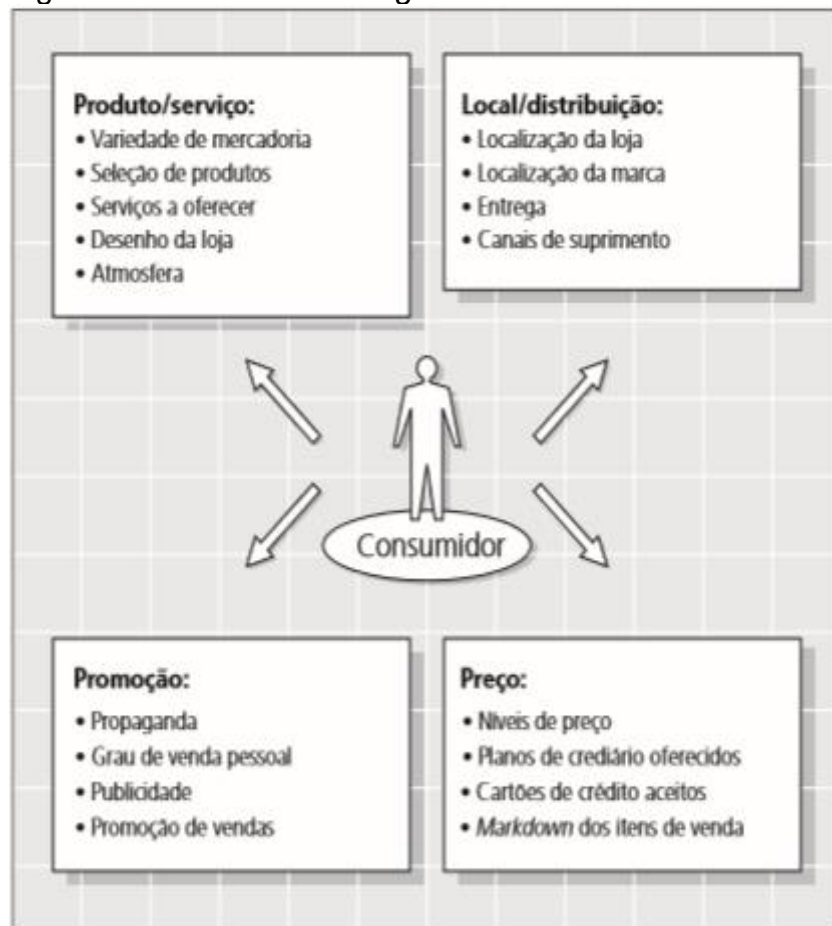 Produto/serviço:
• Variedade de mercadoria
• Seleção de produtos
• Serviços a oferecer
• Desenho da loja
• Atmosfera
Local/distribuição:
• Localização da loja
• Localização da marca
• Entrega
• Canais de suprimento
Consumidor
Promoção:
• Propaganda
• Grau de venda pessoal
• Publicidade
• Promoção de vendas
Preço:
• Níveis de preço
• Planos de crediário oferecidos
• Cartões de crédito aceitos
• Markdown dos itens de venda